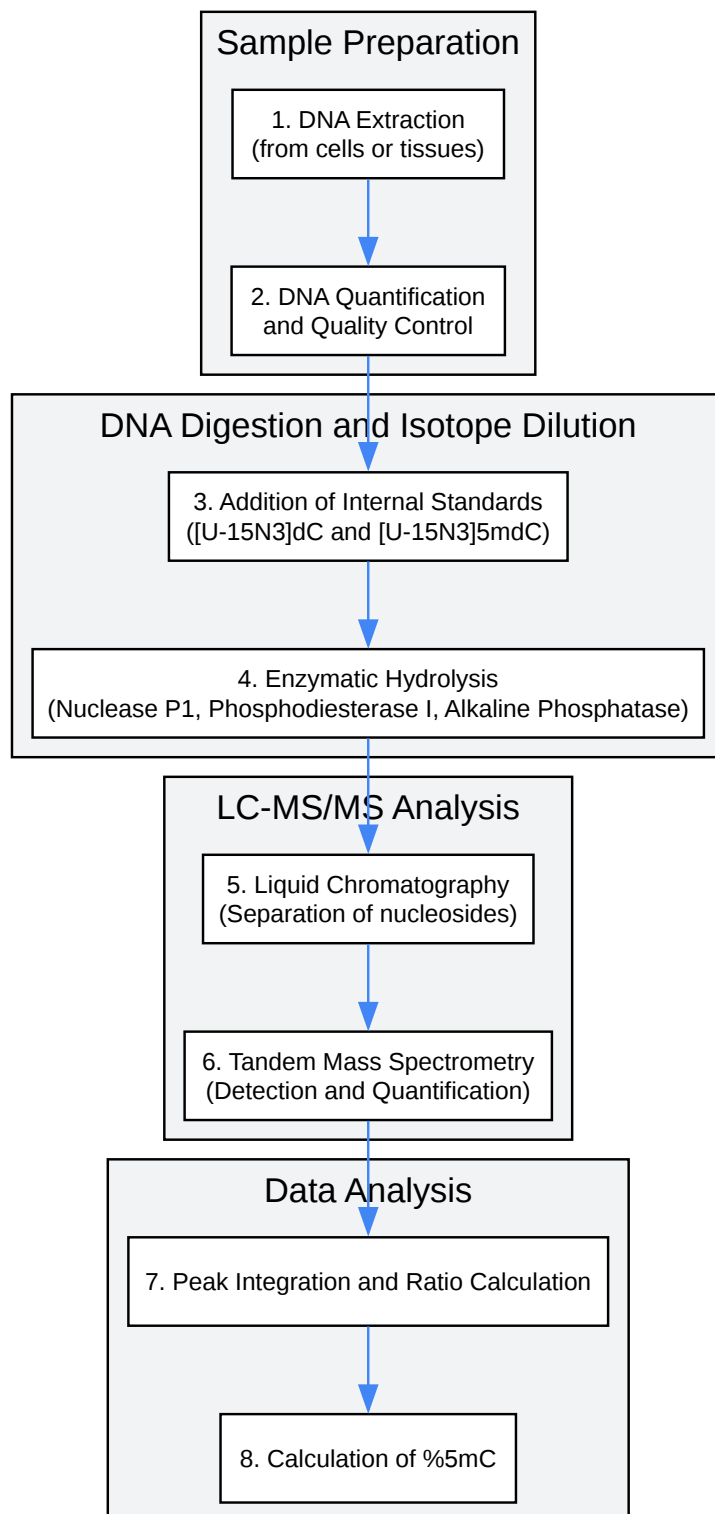 Sample Preparation
1. DNA Extraction
(from cells or tissues)
2. DNA Quantification
and Quality Control
DNA Digestion and Isotope Dilution
3. Addition of Internal Standards
([U-15N3]dC and [U-15N3]5mdC)
4. Enzymatic Hydrolysis
(Nuclease P1, Phosphodiesterase I, Alkaline Phosphatase)
LC-MS/MS Analysis
5. Liquid Chromatography
(Separation of nucleosides)
6. Tandem Mass Spectrometry
(Detection and Quantification)
Data Analysis
7. Peak Integration and Ratio Calculation
8. Calculation of %5mC